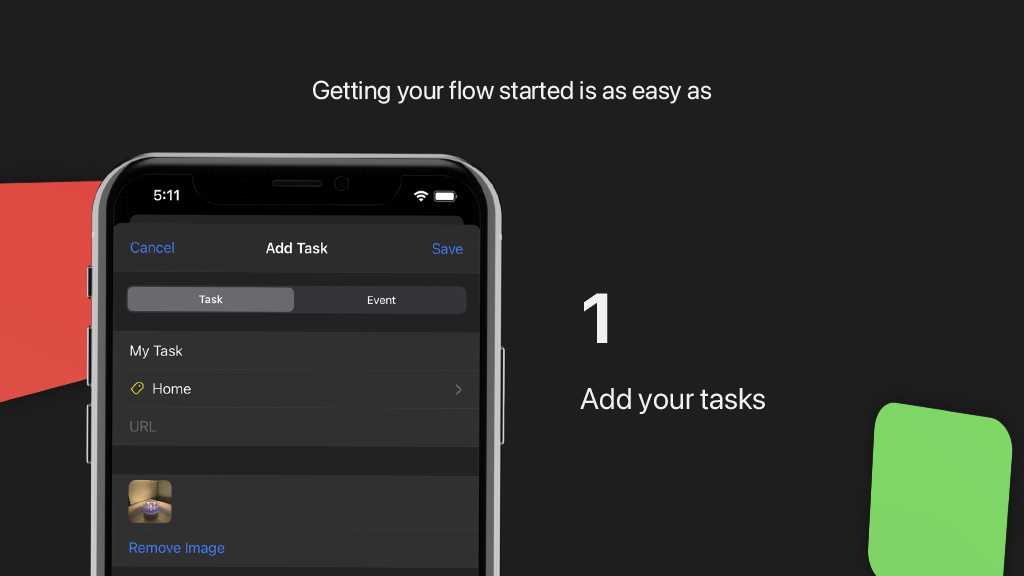 Getting your flow started is as easy as
5:11
Cancel Add Task Save
Task Event
My Task
Home
URL
Remove Image
1
Add your tasks